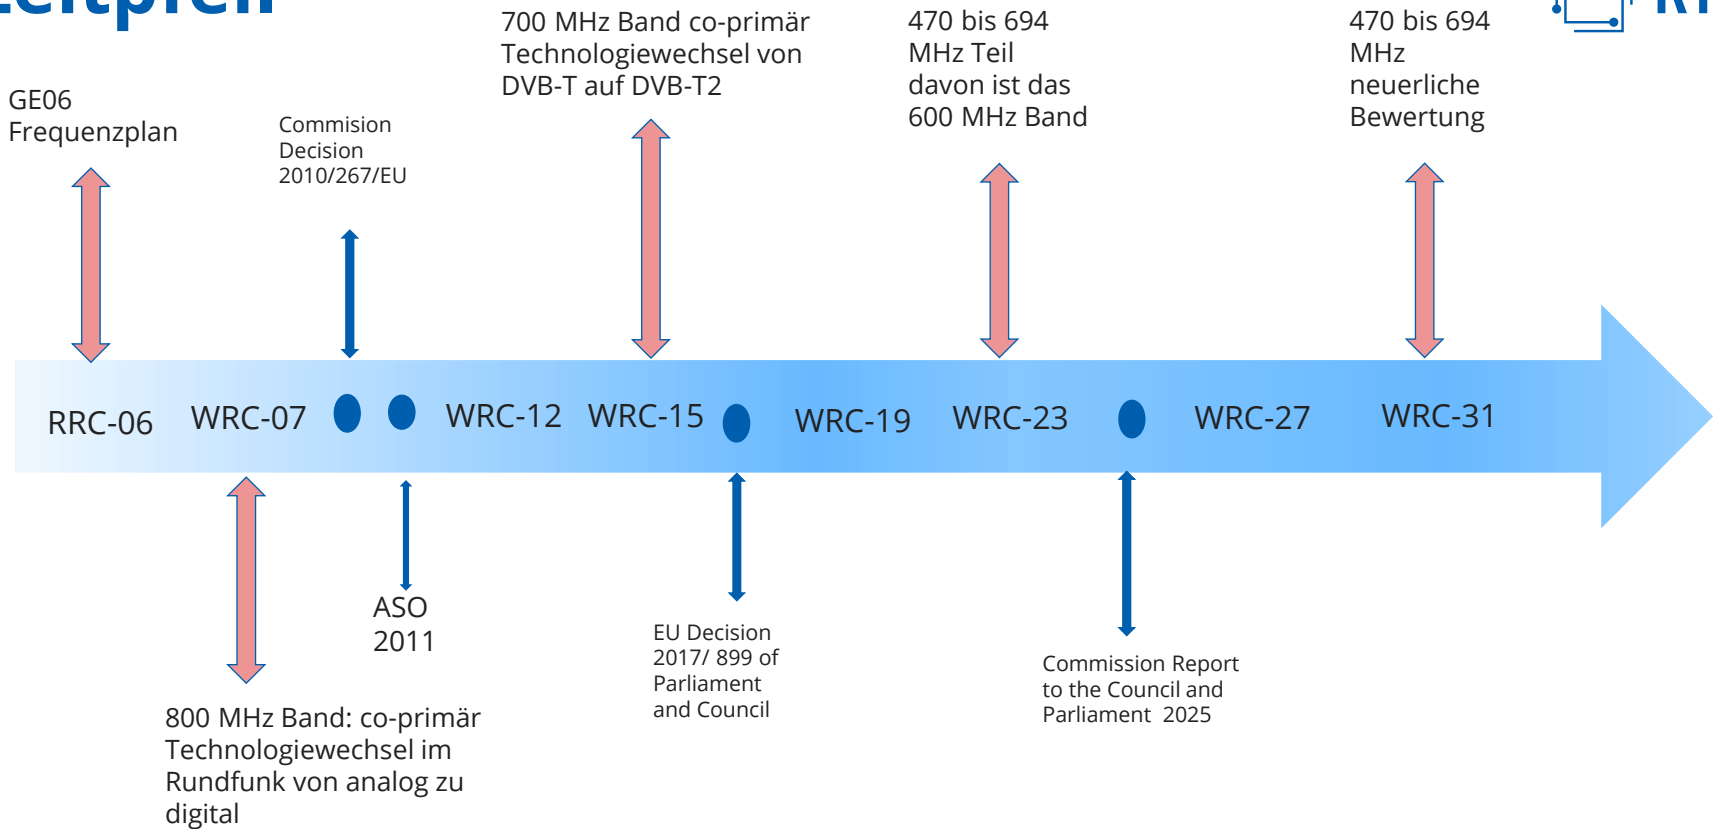 Zeitpfeil
700 MHz Band co-primär
Technologiewechsel von
DVB-T auf DVB-T2
470 bis 694
MHz Teil
davon ist das
600 MHz Band
470 bis 694
MHz
neuerliche
Bewertung
GE06
Frequenzplan
Commision
Decision
2010/267/EU
RRC-06
WRC-07
WRC-12
WRC-15
WRC-19
WRC-23
WRC-27
WRC-31
ASO
2011
EU Decision
2017/ 899 of
Parliament
and Council
Commission Report
to the Council and
Parliament 2025
800 MHz Band: co-primär
Technologiewechsel im
Rundfunk von analog zu
digital